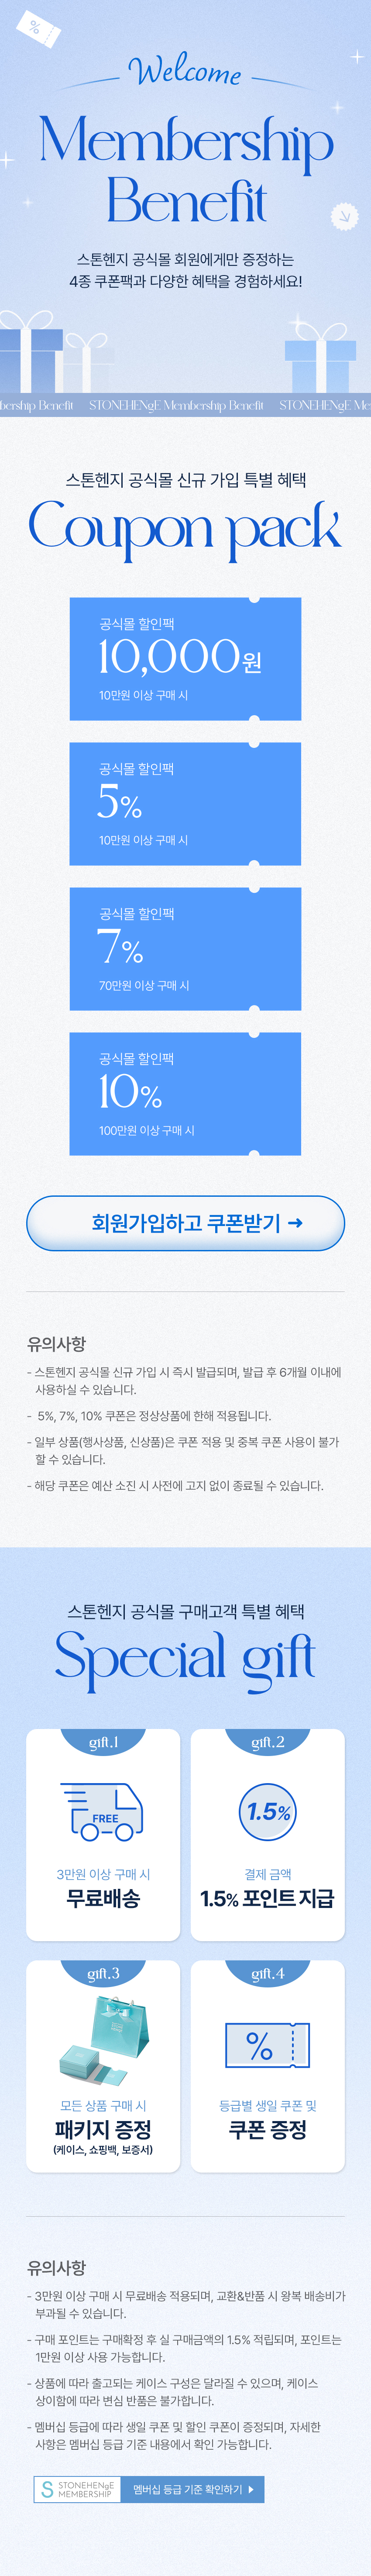 %
Welcome
Membership
Benefit
스톤헨지 공식몰 회원에게만 증정하는
4종 쿠폰팩과 다양한 혜택을 경험하세요!
bership Benefit STONEHENgE Membership Benefit STONEHENgE Me
스톤헨지 공식몰 신규 가입 특별 혜택
Coupon pack
공식몰 할인팩
10,000원
10만원 이상 구매 시
공식몰 할인팩
5%
10만원 이상 구매 시
공식몰 할인팩
7%
70만원 이상 구매 시
공식몰 할인팩
10%
100만원 이상 구매 시
회원가입하고 쿠폰받기 ➜
유의사항
- 스톤헨지 공식몰 신규 가입 시 즉시 발급되며, 발급 후 6개월 이내에
사용하실 수 있습니다.
- 5%, 7%, 10% 쿠폰은 정상상품에 한해 적용됩니다.
- 일부 상품(행사상품, 신상품)은 쿠폰 적용 및 중복 쿠폰 사용이 불가
할 수 있습니다.
- 해당 쿠폰은 예산 소진 시 사전에 고지 없이 종료될 수 있습니다.
스톤헨지 공식몰 구매고객 특별 혜택
Special gift
gift.1
FREE
3만원 이상 구매 시
무료배송
gift.2
1.5%
결제 금액
1.5% 포인트 지급
gift.3
모든 상품 구매 시
패키지 증정
(케이스, 쇼핑백, 보증서)
gift.4
%
등급별 생일 쿠폰 및
쿠폰 증정
유의사항
- 3만원 이상 구매 시 무료배송 적용되며, 교환&반품 시 왕복 배송비가
부과될 수 있습니다.
- 구매 포인트는 구매확정 후 실 구매금액의 1.5% 적립되며, 포인트는
1만원 이상 사용 가능합니다.
- 상품에 따라 출고되는 케이스 구성은 달라질 수 있으며, 케이스
상이함에 따라 변심 반품은 불가합니다.
- 멤버십 등급에 따라 생일 쿠폰 및 할인 쿠폰이 증정되며, 자세한
사항은 멤버십 등급 기준 내용에서 확인 가능합니다.
S STONEHENgE
MEMBERSHIP
멤버십 등급 기준 확인하기